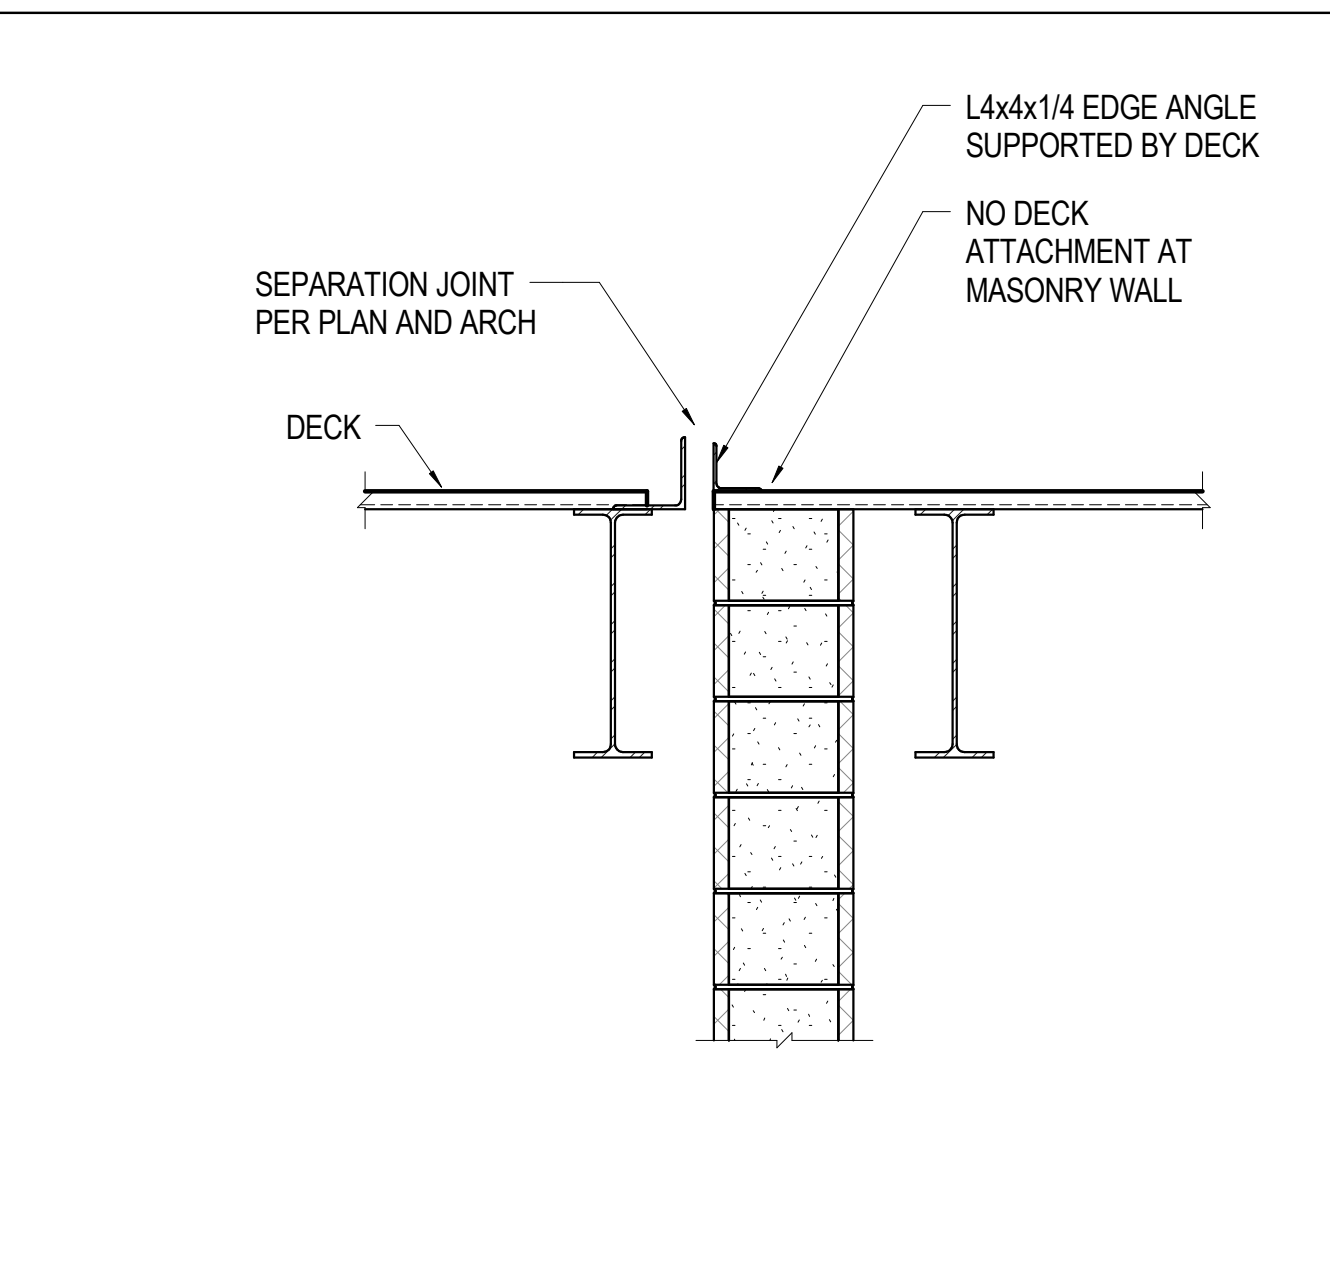 L4x4x1/4 EDGE ANGLE
SUPPORTED BY DECK
NO DECK
ATTACHMENT AT
MASONRY WALL
SEPARATION JOINT
PER PLAN AND ARCH
DECK